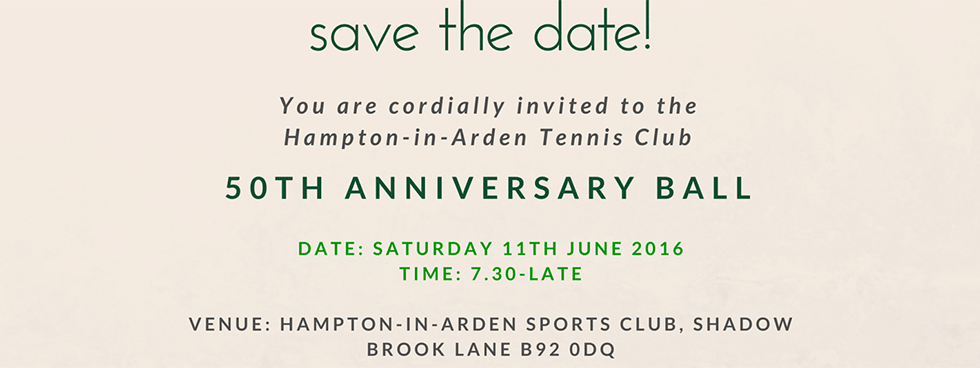 save the date!
You are cordially invited to the
Hampton-in-Arden Tennis Club
50TH ANNIVERSARY BALL
DATE: SATURDAY 11TH JUNE 2016
TIME: 7.30-LATE
VENUE: HAMPTON-IN-ARDEN SPORTS CLUB, SHADOW
BROOK LANE B92 0DQ